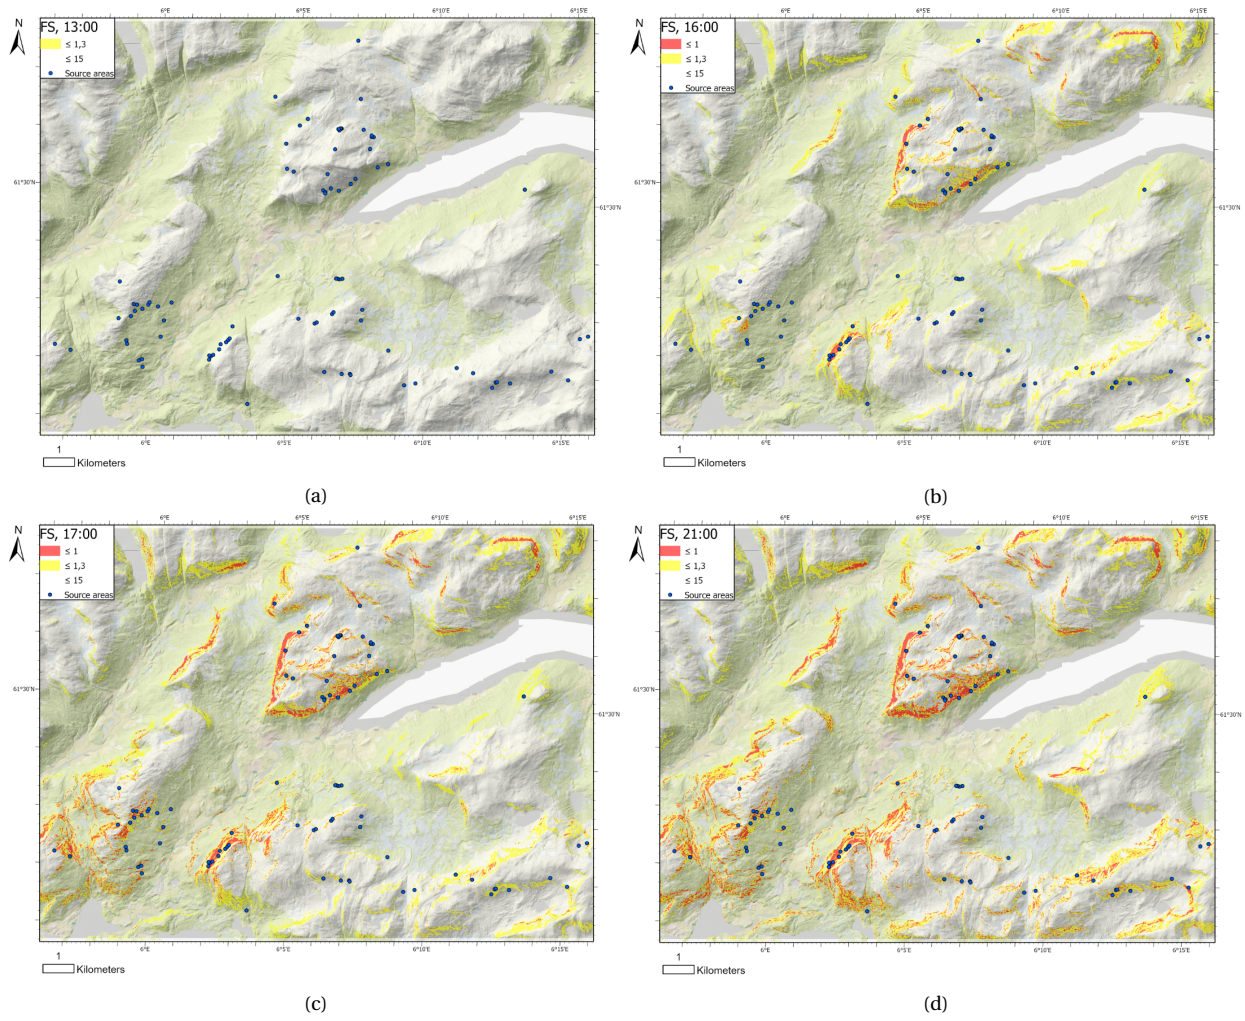 6°E 6°5'E 6°10'E 6°15'E
N
FS, 13:00
≤ 1,3
≤ 15
Source areas
61°30'N
61°30'N
6°E 6°5'E 6°10'E 6°15'E
1
Kilometers
(a)
6°E 6°5'E 6°10'E 6°15'E
N
FS, 16:00
≤ 1
≤ 1,3
≤ 15
Source areas
61°30'N
61°30'N
6°E 6°5'E 6°10'E 6°15'E
1
Kilometers
(b)
6°E 6°5'E 6°10'E 6°15'E
N
FS, 17:00
≤ 1
≤ 1,3
≤ 15
Source areas
61°30'N
61°30'N
6°E 6°5'E 6°10'E 6°15'E
1
Kilometers
(c)
6°E 6°5'E 6°10'E 6°15'E
N
FS, 21:00
≤ 1
≤ 1,3
≤ 15
Source areas
61°30'N
61°30'N
6°E 6°5'E 6°10'E 6°15'E
1
Kilometers
(d)